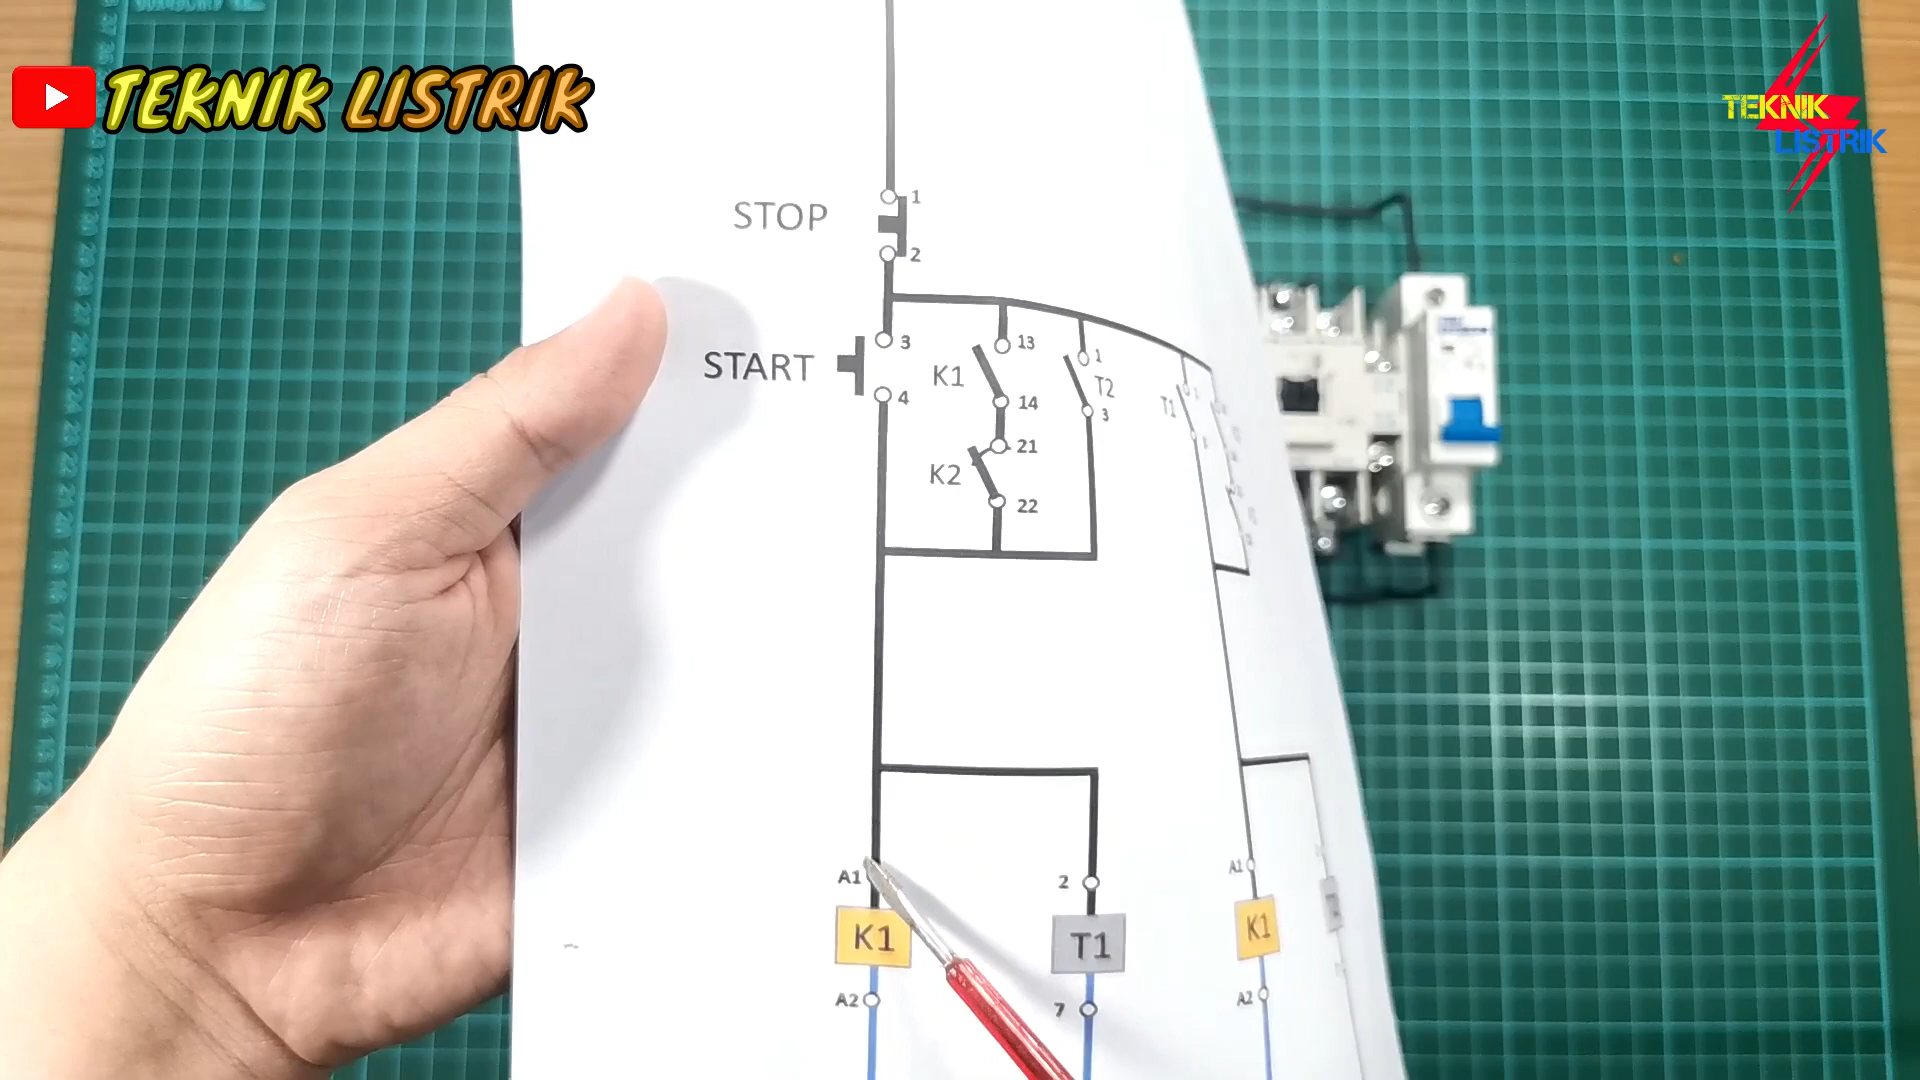 TEKNIK LISTRIK
TEKNIK
LISTRIK
STOP
1
2
START
3
4
K1
13
14
K2
21
22
1
T2
3
T1
A1
K1
A2
2
T1
7
A1
K1
A2